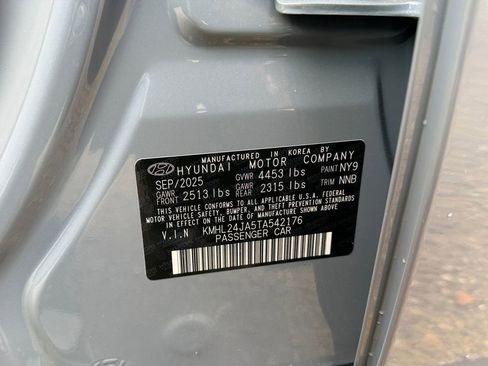 MANUFACTURED IN KOREA BY
HYUNDAI MOTOR COMPANY
SEP/2025 GVWR 4453 lbs PAINT NY9
GAWR FRONT 2513 lbs GAWR REAR 2315 lbs TRIM NNB
THIS VEHICLE CONFORMS TO ALL APPLICABLE U.S.A. FEDERAL
MOTOR VEHICLE SAFETY, BUMPER, AND THEFT PREVENTION STANDARDS
IN EFFECT ON THE DATE OF MANUFACTURE SHOWN ABOVE.
V.I.N KMHL24JA5TA542176
PASSENGER CAR